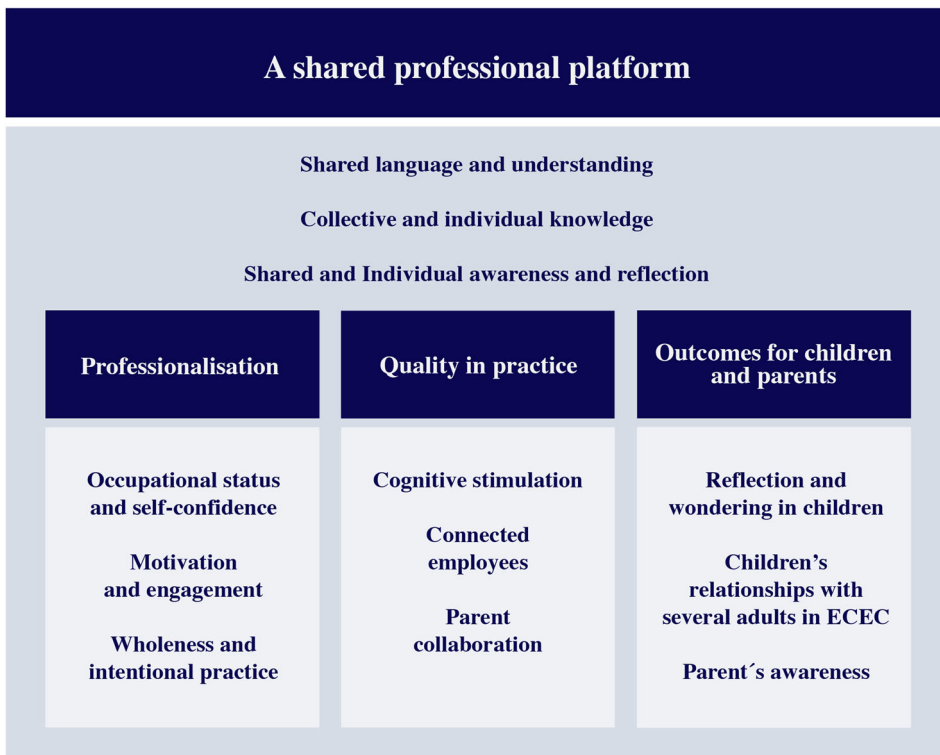 A shared professional platform
Shared language and understanding
Collective and individual knowledge
Shared and Individual awareness and reflection
Professionalisation
Quality in practice
Outcomes for children
and parents
Occupational status
and self-confidence
Motivation
and engagement
Wholeness and
intentional practice
Cognitive stimulation
Connected
employees
Parent
collaboration
Reflection and
wondering in children
Children’s
relationships with
several adults in ECEC
Parent´s awareness